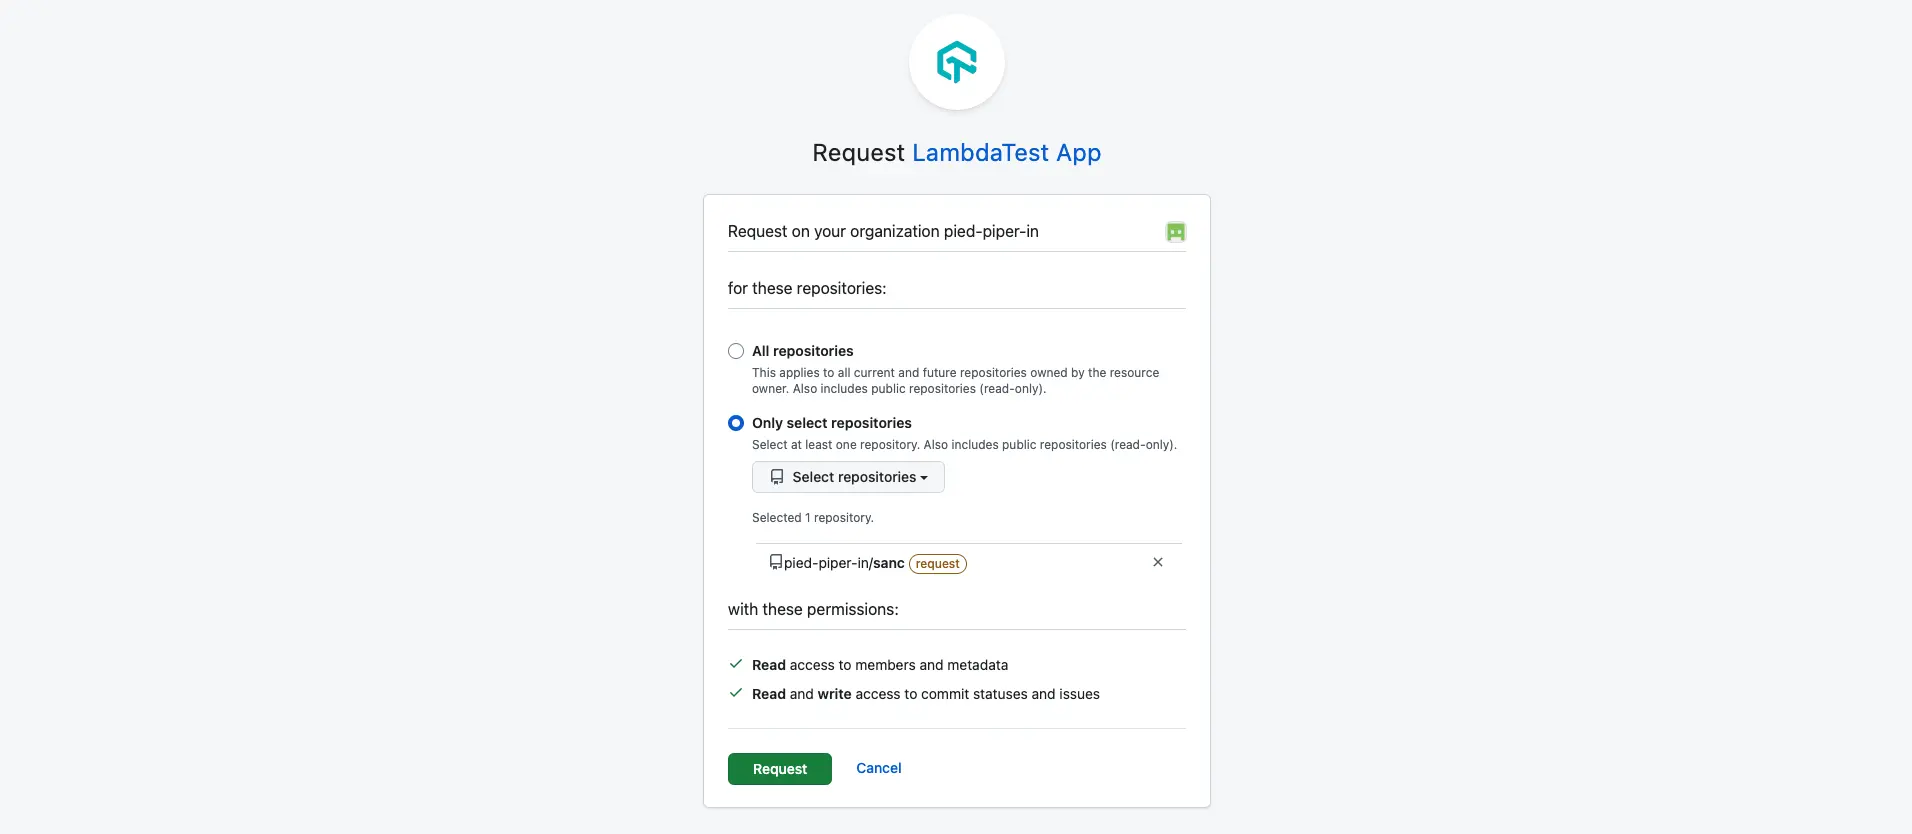 Request LambdaTest App
Request on your organization pied-piper-in
for these repositories:
All repositories
This applies to all current and future repositories owned by the resource
owner. Also includes public repositories (read-only).
Only select repositories
Select at least one repository. Also includes public repositories (read-only).
Select repositories
Selected 1 repository.
pied-piper-in/sanc request
with these permissions:
Read access to members and metadata
Read and write access to commit statuses and issues
Request Cancel